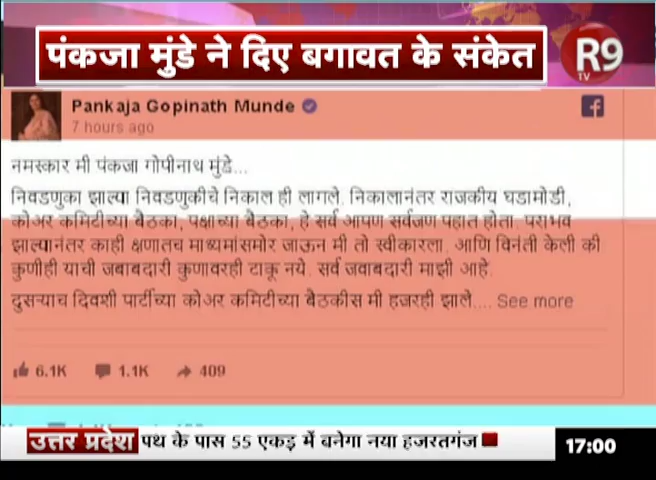 पंकजा मुंडे ने दिए बगावत के संकेत
R9
TV
Pankaja Gopinath Munde
7 hours ago
नमस्कार मी पंकजा गोपीनाथ मुंडे...
निवडणुका झाल्या निवडणुकीचे निकाल ही लागले. निकालानंतर राजकीय घडामोडी,
कोअर कमिटीच्या बैठका, पक्षाच्या बैठका, हे सर्व आपण सर्वजण पहात होता. पराभव
झाल्यानंतर काही क्षणातच माध्यमांसमोर जाऊन मी तो स्वीकारला. आणि विनंती केली की
कुणीही याची जबाबदारी कुणावरही टाकू नये. सर्व जवाबदारी माझी आहे.
दुसऱ्याच दिवशी पार्टीच्या कोअर कमिटीच्या बैठकीस मी हजरही झाले.... See more
6.1K 1.1K 409
उत्तर प्रदेश पथ के पास 55 एकड़ में बनेगा नया हजरतगंज 17:00